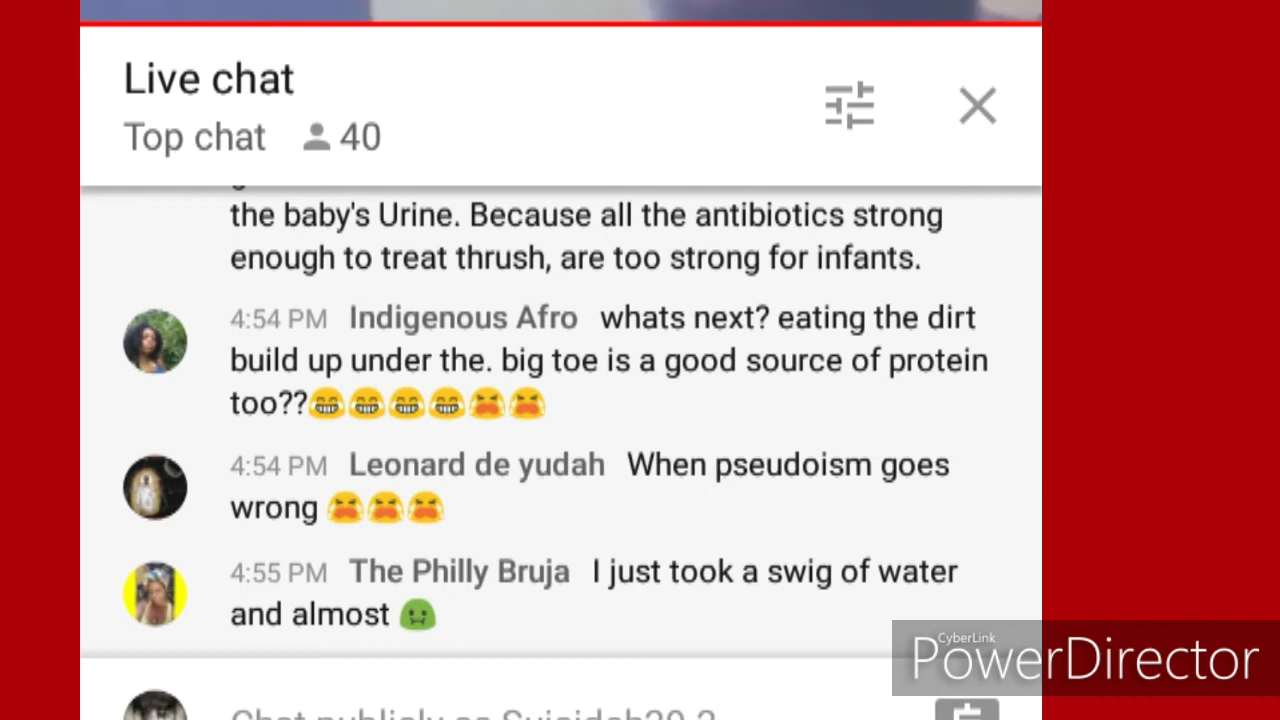 Live chat
Top chat 40
the baby's Urine. Because all the antibiotics strong
enough to treat thrush, are too strong for infants.
4:54 PM Indigenous Afro whats next? eating the dirt
build up under the. big toe is a good source of protein
too??😁😁😁😁😫😫
4:54 PM Leonard de yudah When pseudoism goes
wrong 😫😫😫
4:55 PM The Philly Bruja I just took a swig of water
and almost 🤢
Chat publicly as
CyberLink
PowerDirector